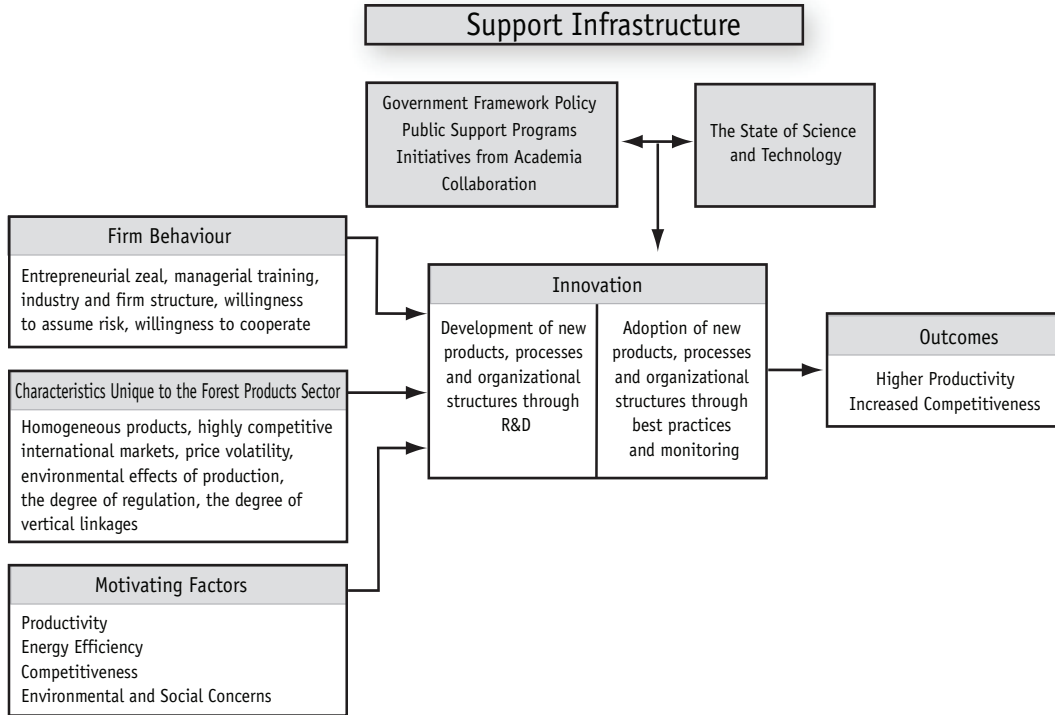 Support Infrastructure
Government Framework Policy
Public Support Programs
Initiatives from Academia
Collaboration
The State of Science
and Technology
Firm Behaviour
Entrepreneurial zeal, managerial training,
industry and firm structure, willingness
to assume risk, willingness to cooperate
Characteristics Unique to the Forest Products Sector
Homogeneous products, highly competitive
international markets, price volatility,
environmental effects of production,
the degree of regulation, the degree of
vertical linkages
Motivating Factors
Productivity
Energy Efficiency
Competitiveness
Environmental and Social Concerns
Innovation
Development of new
products, processes
and organizational
structures through
R&D
Adoption of new
products, processes
and organizational
structures through
best practices
and monitoring
Outcomes
Higher Productivity
Increased Competitiveness